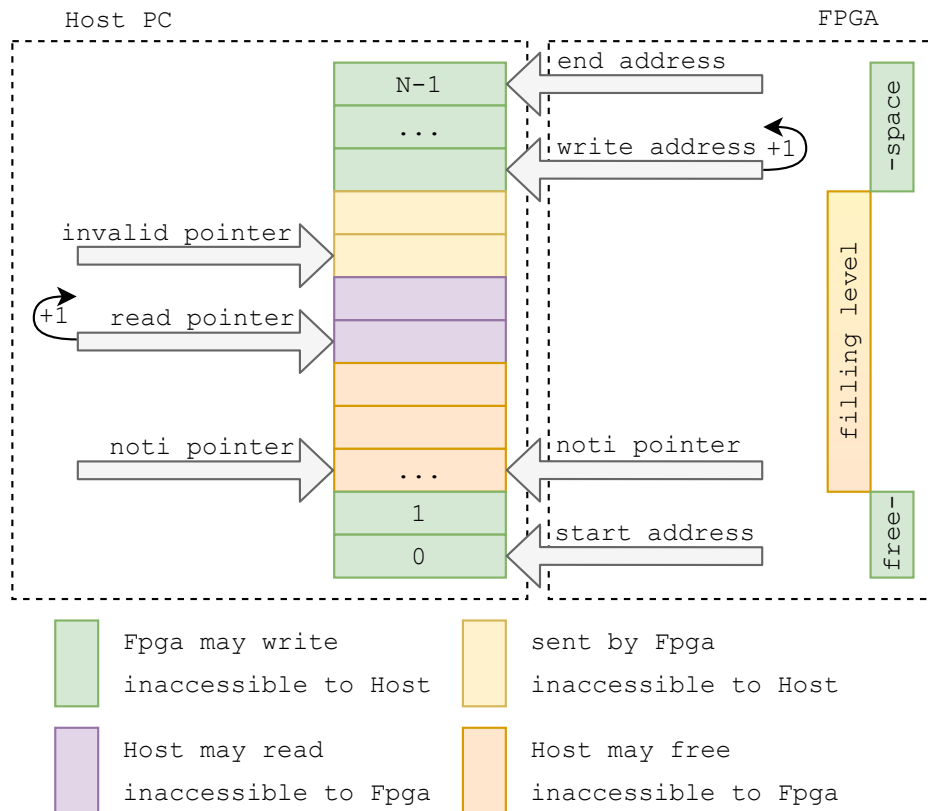 Host PC
FPGA
end address
N-1
...
write address
+1
-space
invalid pointer
+1
read pointer
filling level
noti pointer
...
noti pointer
1
start address
0
free-
Fpga may write
inaccessible to Host
sent by Fpga
inaccessible to Host
Host may read
inaccessible to Fpga
Host may free
inaccessible to Fpga